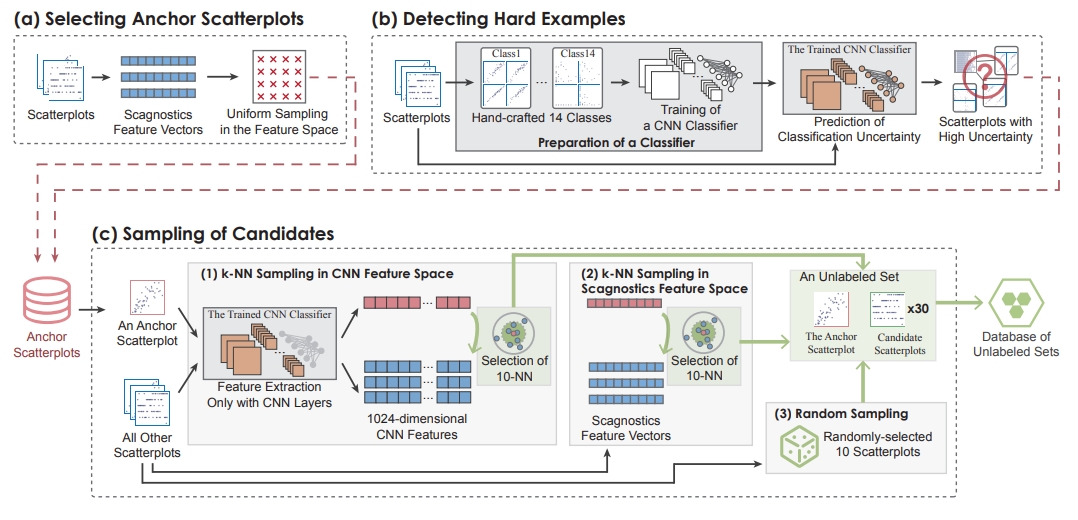 (a) Selecting Anchor Scatterplots
Scatterplots
Scagnostics
Feature Vectors
Uniform Sampling
in the Feature Space
(b) Detecting Hard Examples
Scatterplots
Class1
...
Class14
Hand-crafted 14 Classes
Training of
a CNN Classifier
Preparation of a Classifier
The Trained CNN Classifier
Prediction of
Classification Uncertainty
?
Scatterplots with
High Uncertainty
(c) Sampling of Candidates
Anchor
Scatterplots
An Anchor
Scatterplot
All Other
Scatterplots
(1) k-NN Sampling in CNN Feature Space
The Trained CNN Classifier
Feature Extraction
Only with CNN Layers
...
...
...
...
1024-dimensional
CNN Features
Selection of
10-NN
(2) k-NN Sampling in
Scagnostics Feature Space
Scagnostics
Feature Vectors
Selection of
10-NN
An Unlabeled Set
x30
The Anchor
Scatterplot
Candidate
Scatterplots
(3) Random Sampling
Randomly-selected
10 Scatterplots
Database of
Unlabeled Sets